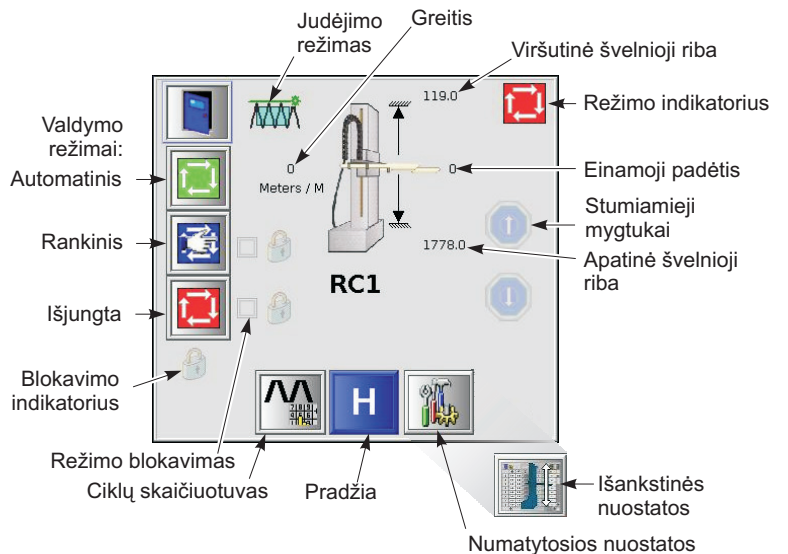 Judėjimo
režimas
Greitis
Viršutinė švelnioji riba
119.0
Režimo indikatorius
Valdymo
režimai:
Automatinis
0
Meters / M
0
Einamoji padėtis
Stumiamieji
mygtukai
Rankinis
1778.0
Apatinė švelnioji
riba
RC1
Išjungta
Blokavimo
indikatorius
H
Režimo blokavimas
Ciklų skaičiuotuvas
Pradžia
Išankstinės
nuostatos
Numatytosios nuostatos